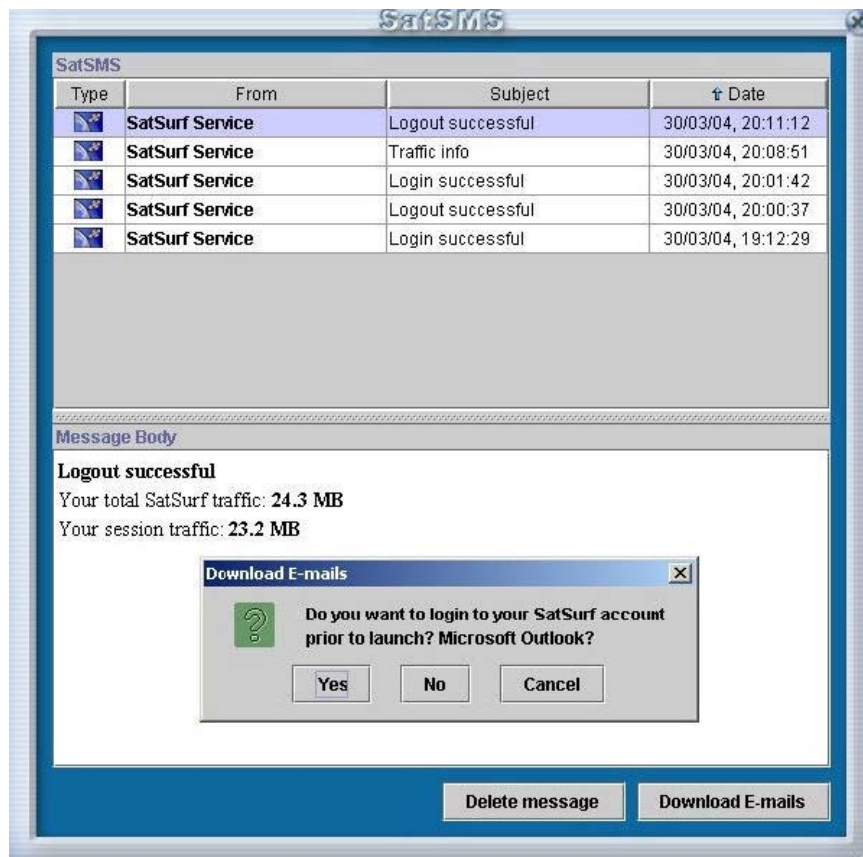 SatSMS
SatSMS
Type From Subject Date
SatSurf Service Logout successful 30/03/04, 20:11:12
SatSurf Service Traffic info 30/03/04, 20:08:51
SatSurf Service Login successful 30/03/04, 20:01:42
SatSurf Service Logout successful 30/03/04, 20:00:37
SatSurf Service Login successful 30/03/04, 19:12:29
Message Body
Logout successful
Your total SatSurf traffic: 24.3 MB
Your session traffic: 23.2 MB
Download E-mails
Do you want to login to your SatSurf account
prior to launch? Microsoft Outlook?
Yes No Cancel
Delete message Download E-mails